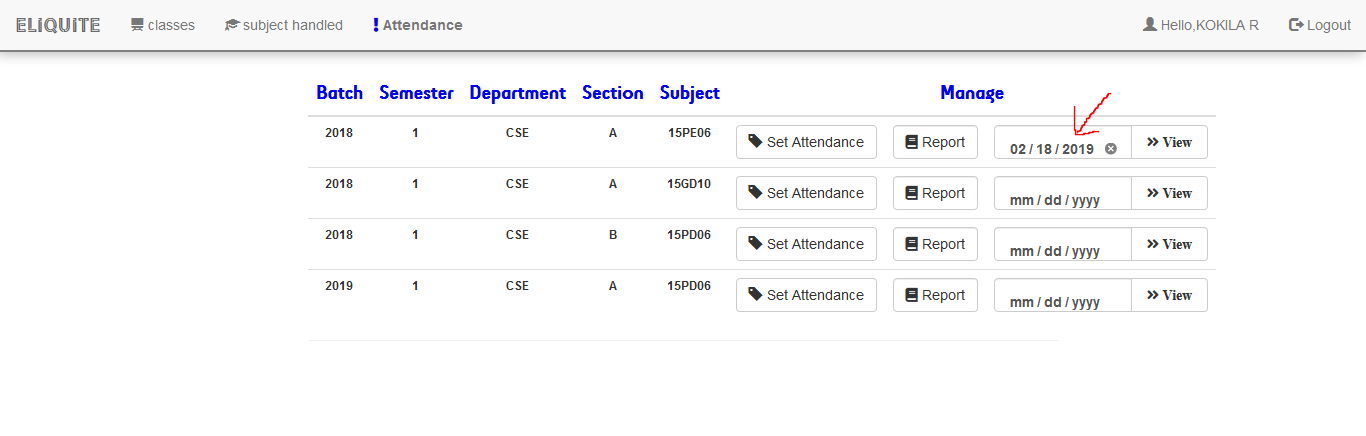 ELiQUiTE classes subject handled Attendance Hello,KOKILA R Logout
Batch Semester Department Section Subject Manage
2018 1 CSE A 15PE06 Set Attendance Report 02 / 18 / 2019 View
2018 1 CSE A 15GD10 Set Attendance Report mm / dd / yyyy View
2018 1 CSE B 15PD06 Set Attendance Report mm / dd / yyyy View
2019 1 CSE A 15PD06 Set Attendance Report mm / dd / yyyy View